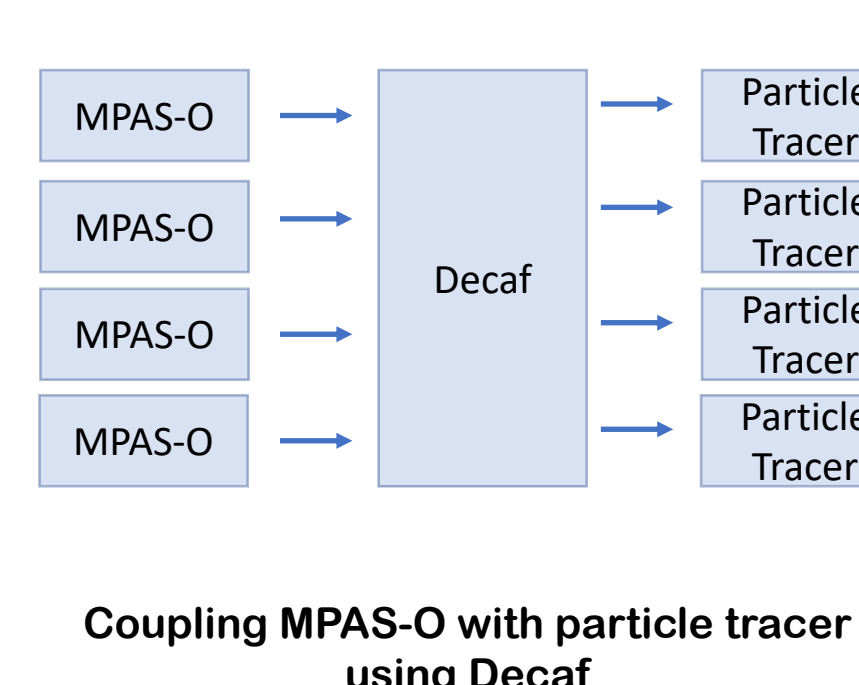 MPAS-O
MPAS-O
MPAS-O
MPAS-O
Decaf
Particle
Tracer
Particle
Tracer
Particle
Tracer
Particle
Tracer
Coupling MPAS-O with particle tracer
using Decaf